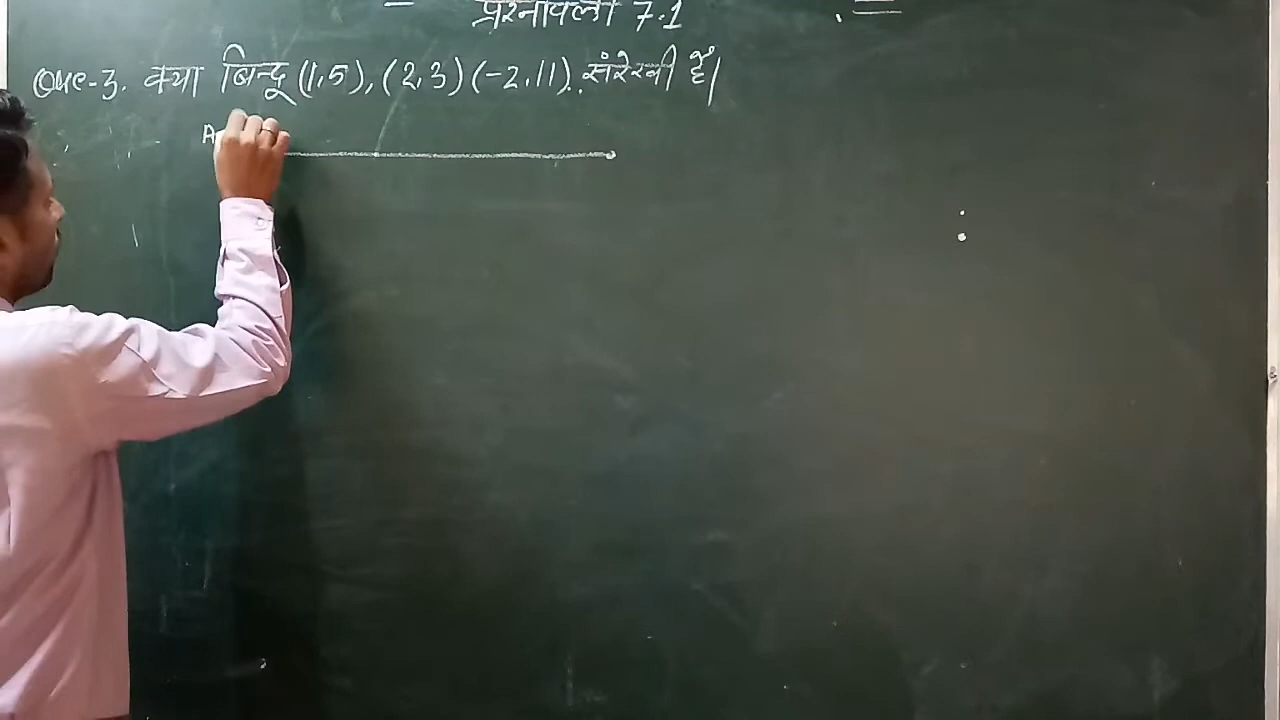 प्रश्नावली 7.1
Que-3. क्या बिन्दू (1,5), (2,3) (-2,11). संरेखी हैं।
A